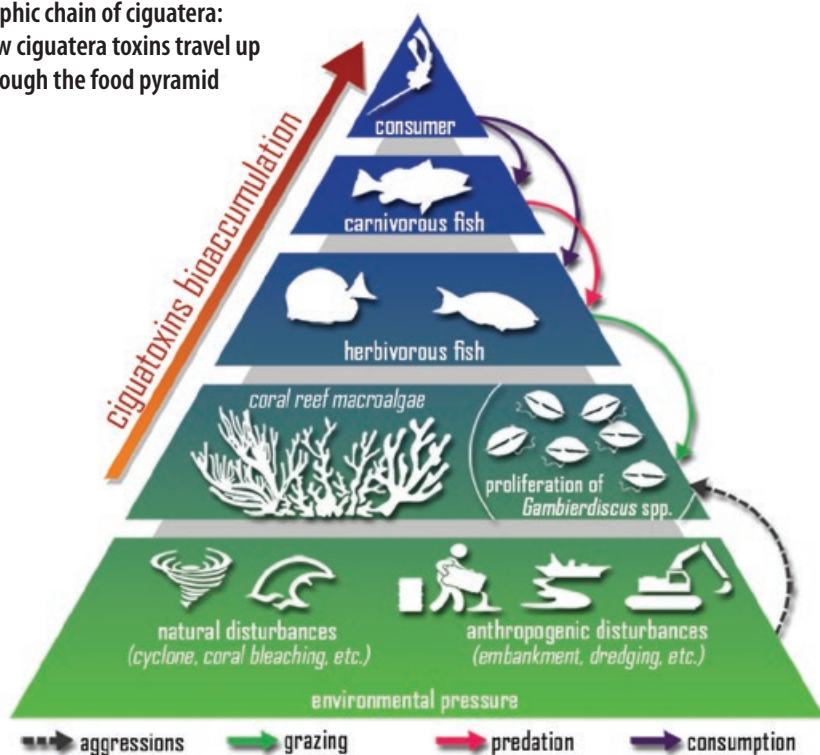 phic chain of ciguatera:
w ciguatera toxins travel up
ough the food pyramid
ciguatoxins bioaccumulation
consumer
carnivorous fish
herbivorous fish
coral reef macroalgae
proliferation of
Gambierdiscus spp.
natural disturbances
(cyclone, coral bleaching, etc.)
anthropogenic disturbances
(embankment, dredging, etc.)
environmental pressure
aggressions grazing predation consumption